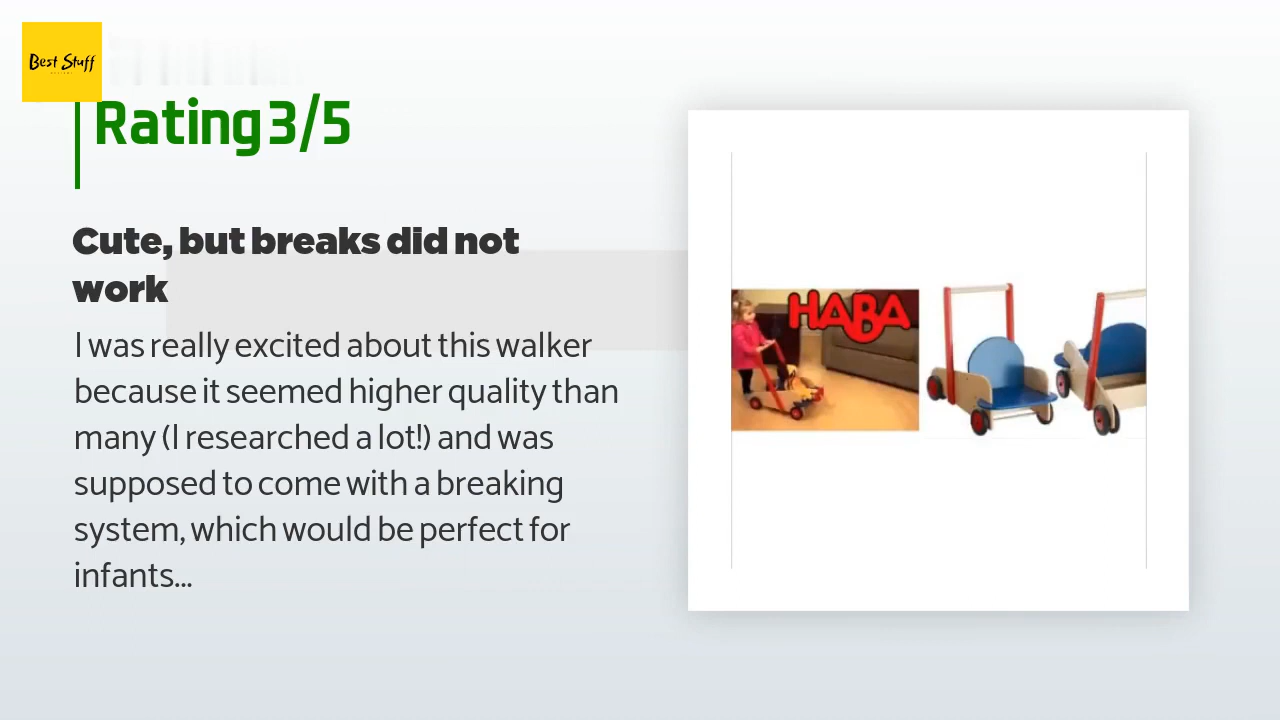 Best Stuff
Rating 3/5
Cute, but breaks did not
work
I was really excited about this walker
because it seemed higher quality than
many (I researched a lot!) and was
supposed to come with a breaking
system, which would be perfect for
infants...
HABA